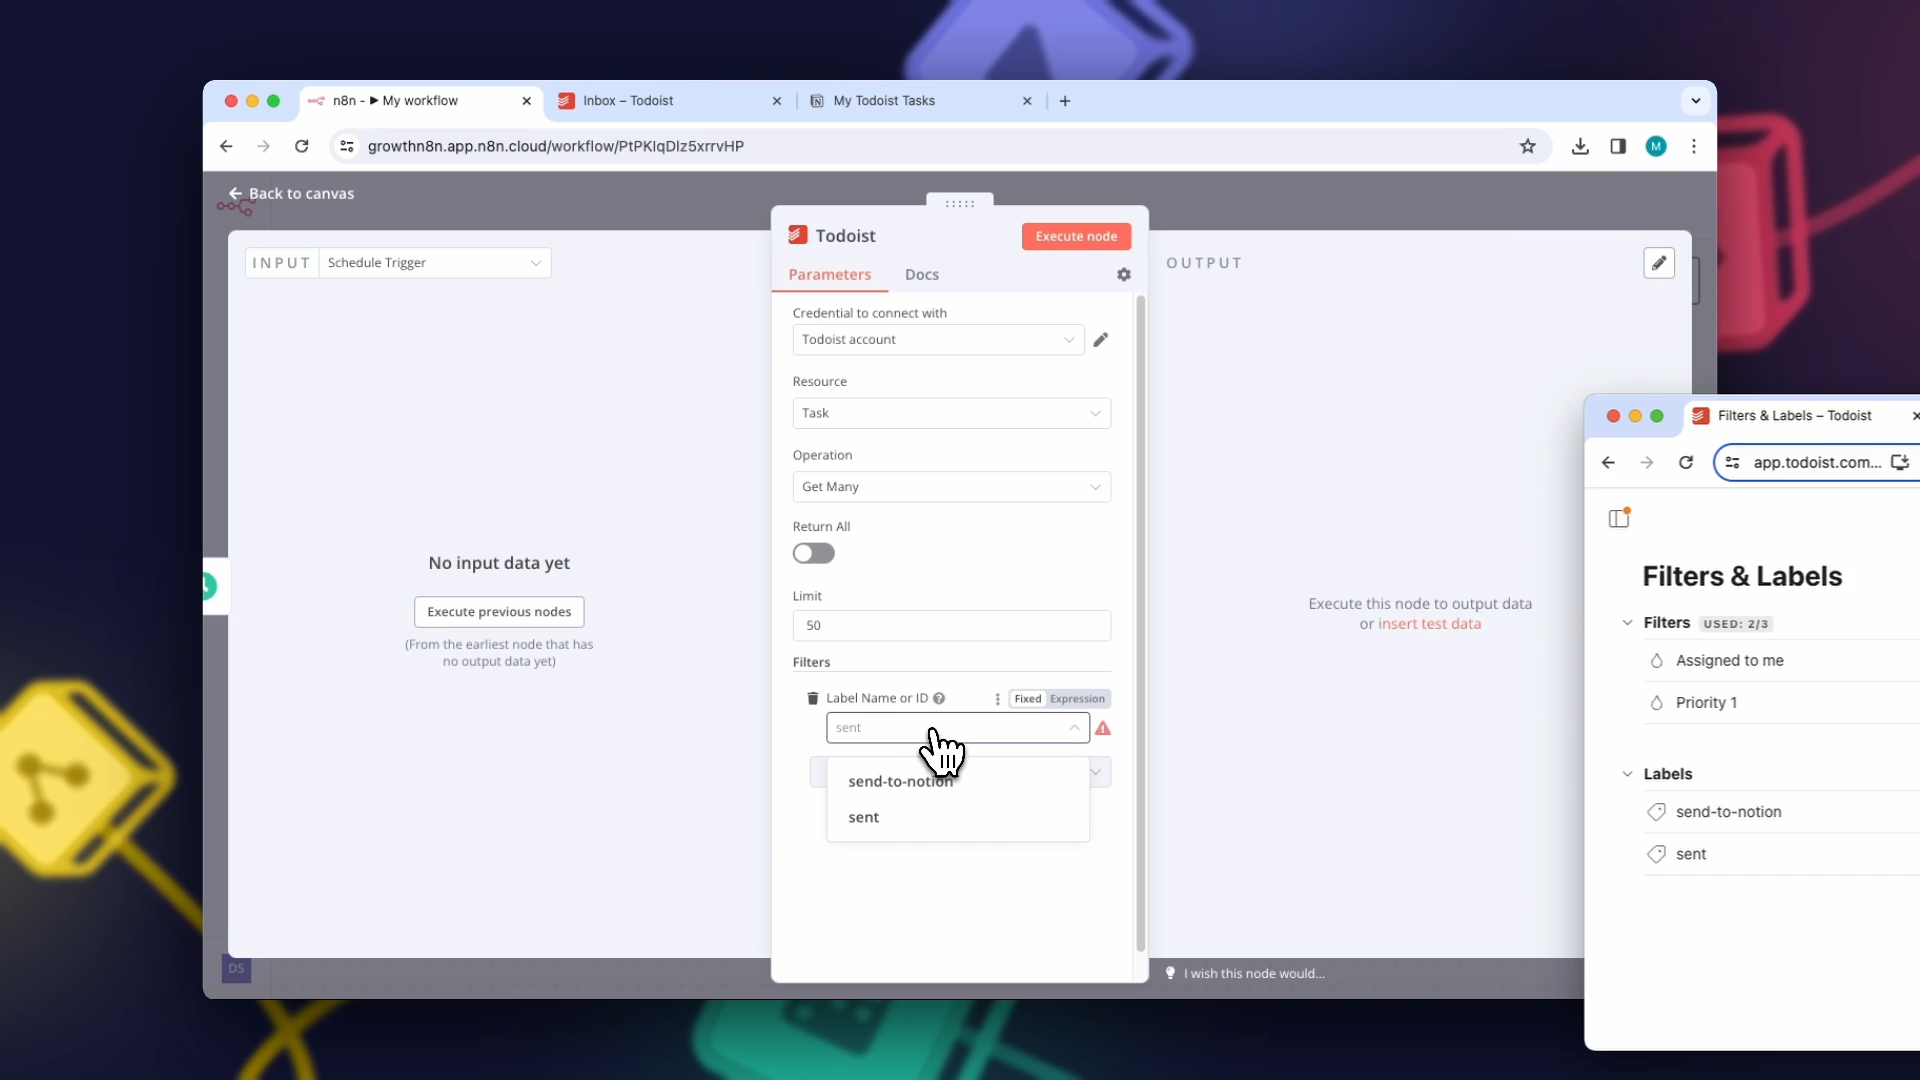 n8n - ▶ My workflow
Inbox – Todoist
My Todoist Tasks
growthn8n.app.n8n.cloud/workflow/PtPKlqDlz5xrrvHP
M
Back to canvas
INPUT
Schedule Trigger
No input data yet
Execute previous nodes
(From the earliest node that has
no output data yet)
DS
Todoist
Execute node
Parameters
Docs
Credential to connect with
Todoist account
Resource
Task
Operation
Get Many
Return All
Limit
50
Filters
Label Name or ID
Fixed
Expression
sent
send-to-notion
sent
OUTPUT
Execute this node to output data
or insert test data
I wish this node would...
Filters & Labels – Todoist
app.todoist.com...
Filters & Labels
Filters USED: 2/3
Assigned to me
Priority 1
Labels
send-to-notion
sent